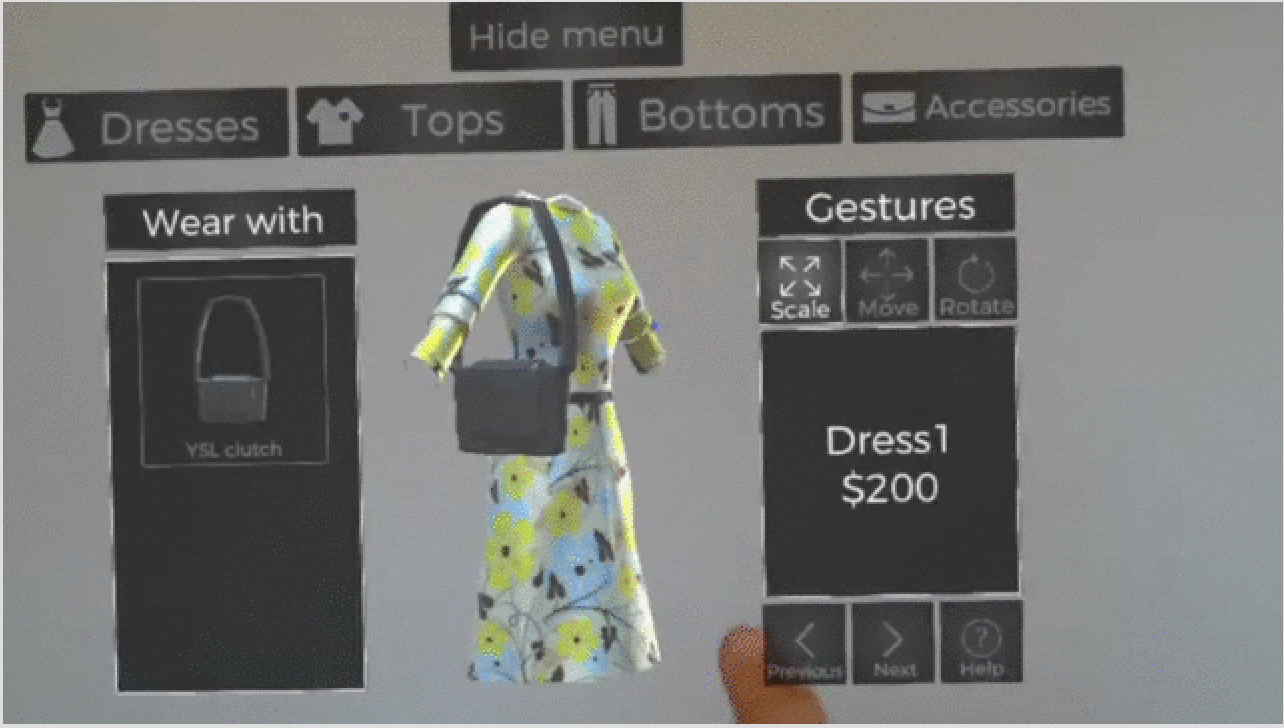 Hide menu
Dresses
Tops
Bottoms
Accessories
Wear with
YSL clutch
Gestures
Scale
Move
Rotate
Dress1
$200
Previous
Next
Help